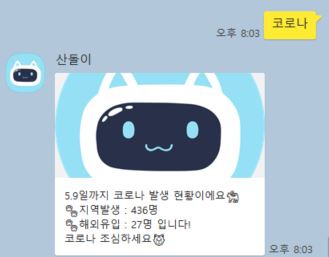 코로나
오후 8:03
산돌이
5.9일까지 코로나 발생 현황이에요
지역발생 : 436명
해외유입 : 27명 입니다!
코로나 조심하세요
오후 8:03